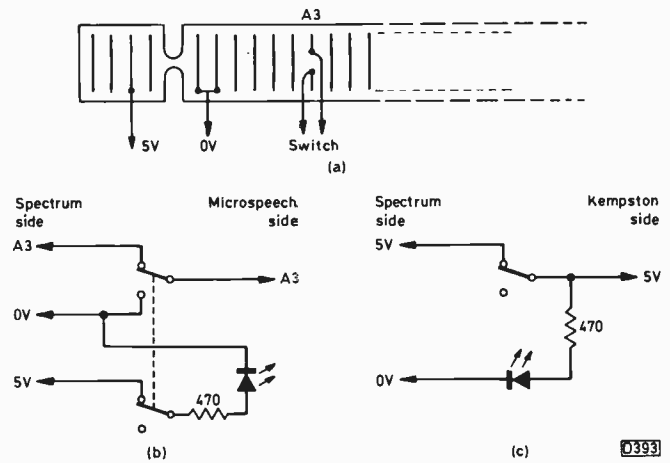 A3
5V
0V
Switch
(a)
Spectrum
side
Microspeech
side
A3
A3
0V
5V
470
(b)
Spectrum
side
Kempston
side
5V
5V
470
0V
(c)
D393